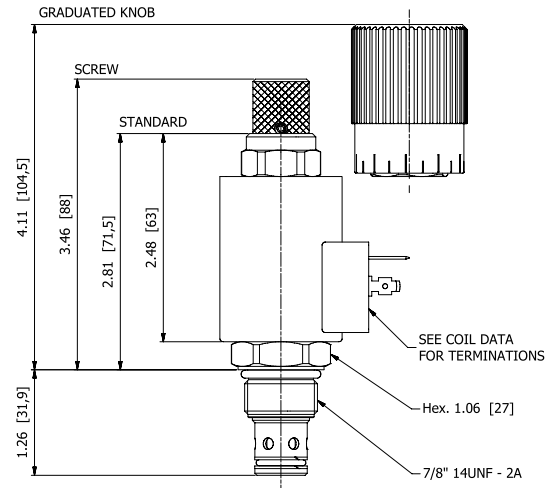 GRADUATED KNOB
SCREW
STANDARD
4.11 [104,5]
3.46 [88]
2.81 [71,5]
2.48 [63]
SEE COIL DATA
FOR TERMINATIONS
1.26 [31,9]
Hex. 1.06 [27]
7/8" 14UNF - 2A